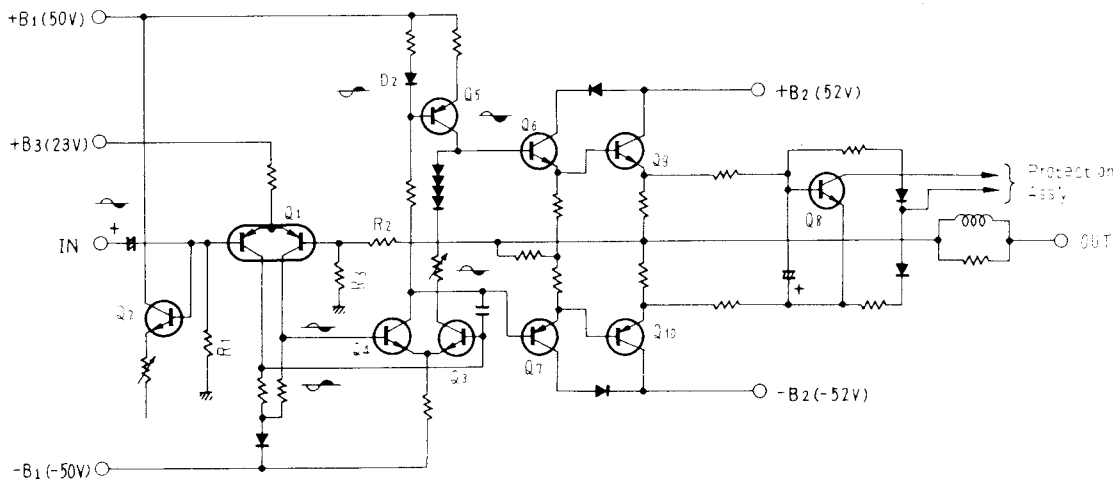 +B1(50V)
D2
Q5
Q6
+B2(52V)
Q9
+B3(23V)
Protection
Assy
Q8
Q1
+
IN
R2
OUT
R3
+
Q2
R1
Q4
Q3
Q7
Q10
-B2(-52V)
-B1(-50V)